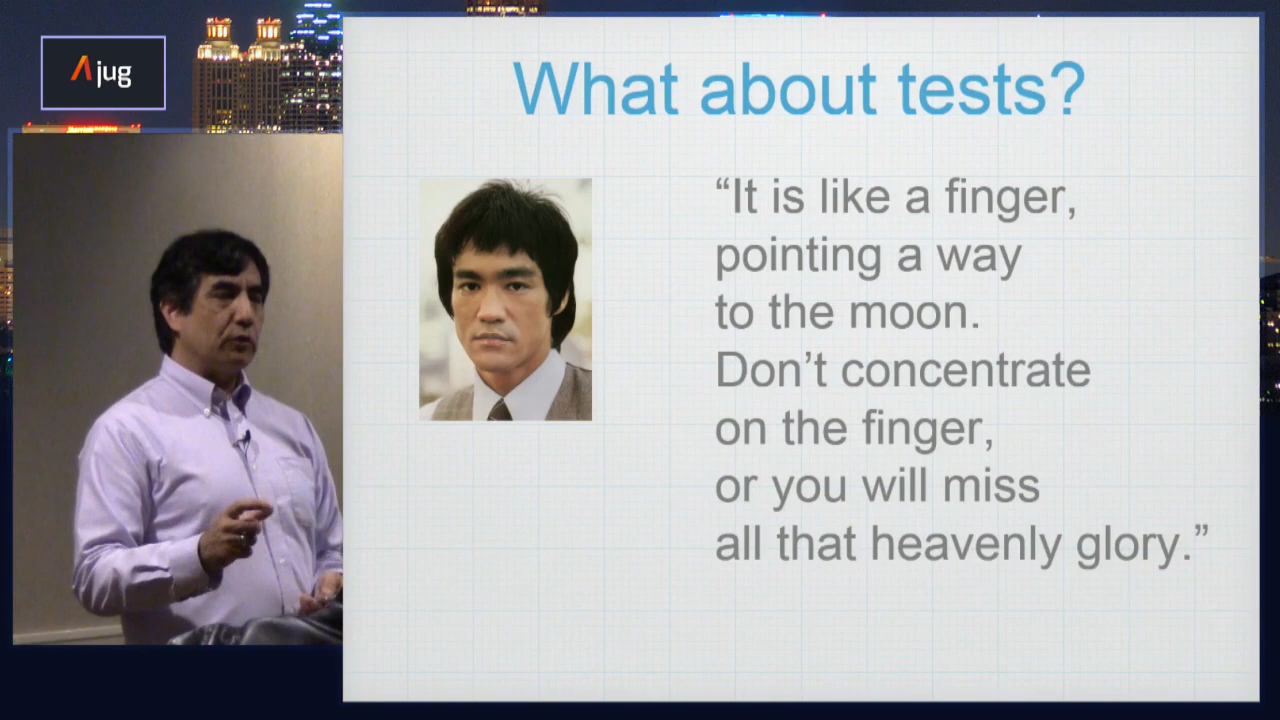 jug
What about tests?
“It is like a finger,
pointing a way
to the moon.
Don’t concentrate
on the finger,
or you will miss
all that heavenly glory.”